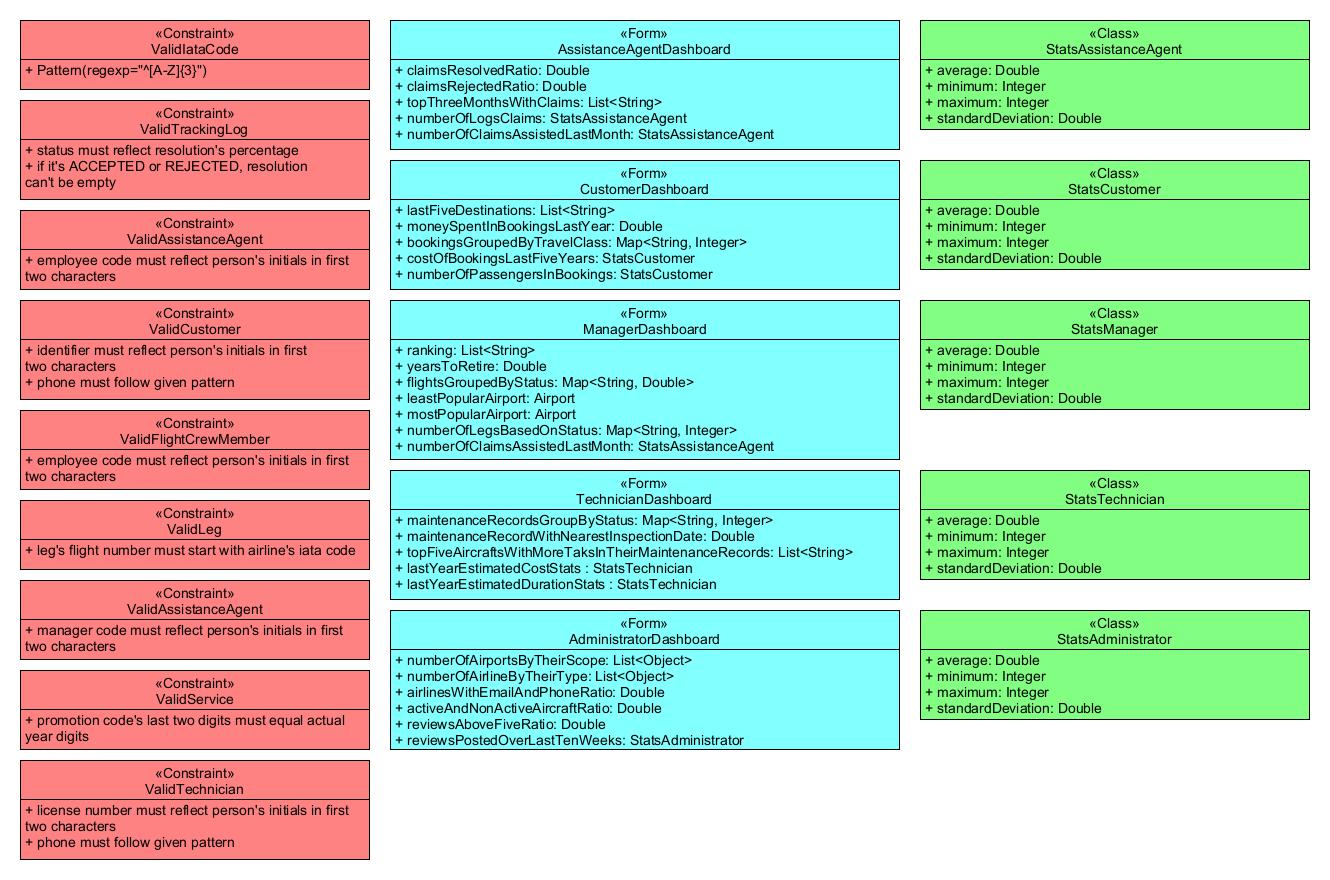 «Constraint»
ValidIataCode
+ Pattern(regexp="^[A-Z]{3}")
«Constraint»
ValidTrackingLog
+ status must reflect resolution's percentage
+ if it's ACCEPTED or REJECTED, resolution
can't be empty
«Constraint»
ValidAssistanceAgent
+ employee code must reflect person's initials in first
two characters
«Constraint»
ValidCustomer
+ identifier must reflect person's initials in first
two characters
+ phone must follow given pattern
«Constraint»
ValidFlightCrewMember
+ employee code must reflect person's initials in first
two characters
«Constraint»
ValidLeg
+ leg's flight number must start with airline's iata code
«Constraint»
ValidAssistanceAgent
+ manager code must reflect person's initials in first
two characters
«Constraint»
ValidService
+ promotion code's last two digits must equal actual
year digits
«Constraint»
ValidTechnician
+ license number must reflect person's initials in first
two characters
+ phone must follow given pattern
«Form»
AssistanceAgentDashboard
+ claimsResolvedRatio: Double
+ claimsRejectedRatio: Double
+ topThreeMonthsWithClaims: List<String>
+ numberOfLogsClaims: StatsAssistanceAgent
+ numberOfClaimsAssistedLastMonth: StatsAssistanceAgent
«Form»
CustomerDashboard
+ lastFiveDestinations: List<String>
+ moneySpentInBookingsLastYear: Double
+ bookingsGroupedByTravelClass: Map<String, Integer>
+ costOfBookingsLastFiveYears: StatsCustomer
+ numberOfPassengersInBookings: StatsCustomer
«Form»
ManagerDashboard
+ ranking: List<String>
+ yearsToRetire: Double
+ flightsGroupedByStatus: Map<String, Double>
+ leastPopularAirport: Airport
+ mostPopularAirport: Airport
+ numberOfLegsBasedOnStatus: Map<String, Integer>
+ numberOfClaimsAssistedLastMonth: StatsAssistanceAgent
«Form»
TechnicianDashboard
+ maintenanceRecordsGroupByStatus: Map<String, Integer>
+ maintenanceRecordWithNearestInspectionDate: Double
+ topFiveAircraftsWithMoreTaksInTheirMaintenanceRecords: List<String>
+ lastYearEstimatedCostStats : StatsTechnician
+ lastYearEstimatedDurationStats : StatsTechnician
«Form»
AdministratorDashboard
+ numberOfAirportsByTheirScope: List<Object>
+ numberOfAirlineByTheirType: List<Object>
+ airlinesWithEmailAndPhoneRatio: Double
+ activeAndNonActiveAircraftRatio: Double
+ reviewsAboveFiveRatio: Double
+ reviewsPostedOverLastTenWeeks: StatsAdministrator
«Class»
StatsAssistanceAgent
+ average: Double
+ minimum: Integer
+ maximum: Integer
+ standardDeviation: Double
«Class»
StatsCustomer
+ average: Double
+ minimum: Integer
+ maximum: Integer
+ standardDeviation: Double
«Class»
StatsManager
+ average: Double
+ minimum: Integer
+ maximum: Integer
+ standardDeviation: Double
«Class»
StatsTechnician
+ average: Double
+ minimum: Integer
+ maximum: Integer
+ standardDeviation: Double
«Class»
StatsAdministrator
+ average: Double
+ minimum: Integer
+ maximum: Integer
+ standardDeviation: Double